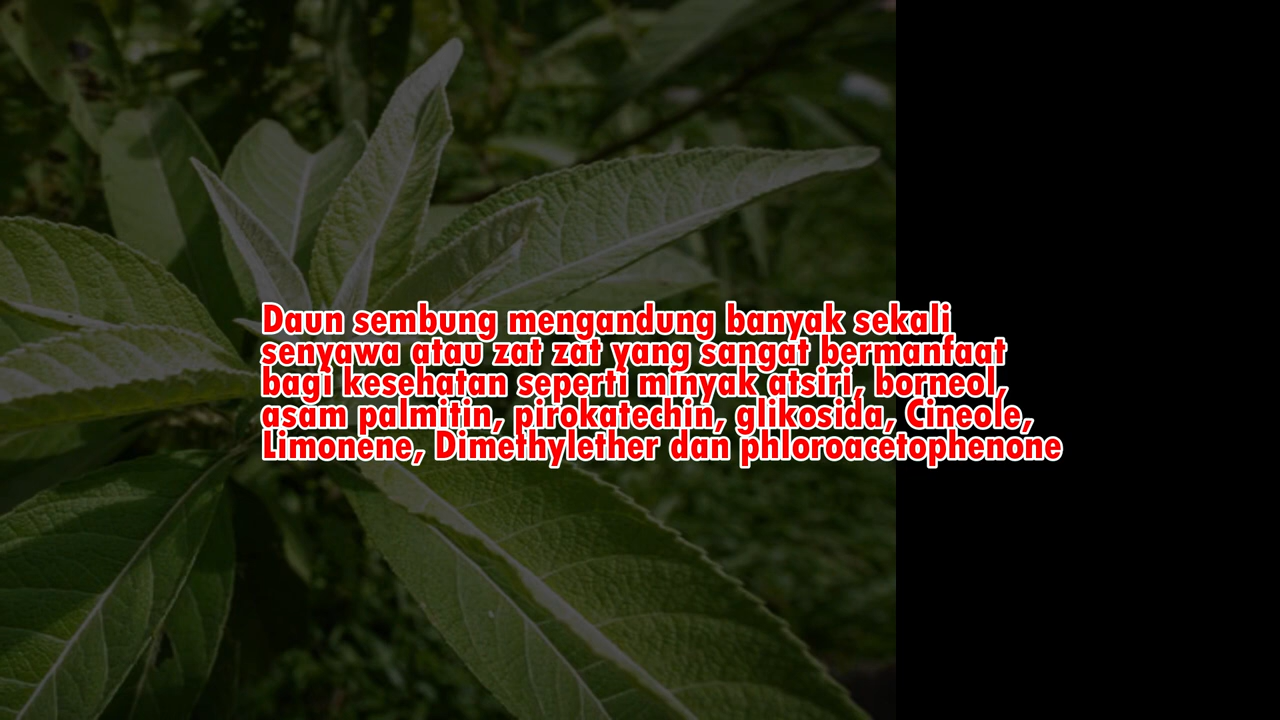 Daun sembung mengandung banyak sekali
senyawa atau zat zat yang sangat bermanfaat
bagi kesehatan seperti minyak atsiri, borneol,
asam palmitin, pirokatechin, glikosida, Cineole,
Limonene, Dimethylether dan phloroacetophenone